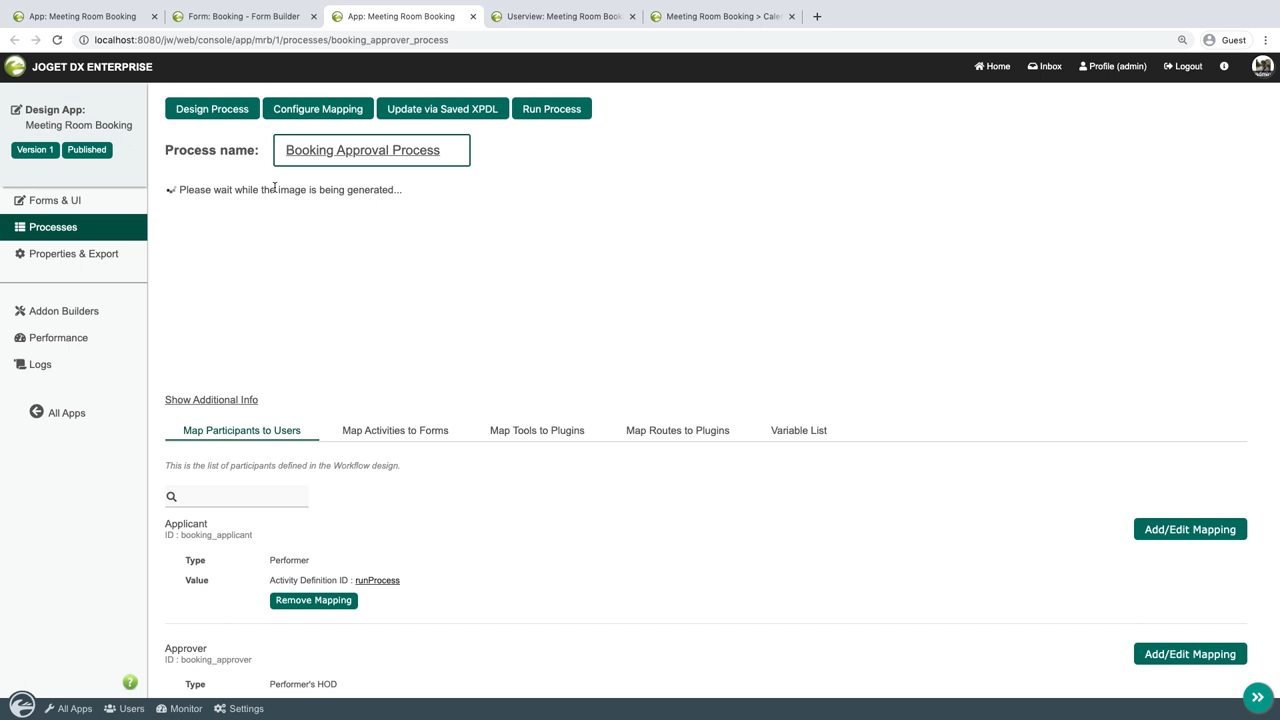 App: Meeting Room Booking
Form: Booking - Form Builder
App: Meeting Room Booking
Userview: Meeting Room Boo
Meeting Room Booking > Cale
localhost:8080/jw/web/console/app/mrb/1/processes/booking_approver_process
Guest
JOGET DX ENTERPRISE
Home
Inbox
Profile (admin)
Logout
Design App:
Meeting Room Booking
Version 1
Published
Forms & UI
Processes
Properties & Export
Addon Builders
Performance
Logs
All Apps
Design Process
Configure Mapping
Update via Saved XPDL
Run Process
Process name:
Booking Approval Process
Please wait while the image is being generated...
Show Additional Info
Map Participants to Users
Map Activities to Forms
Map Tools to Plugins
Map Routes to Plugins
Variable List
This is the list of participants defined in the Workflow design.
Applicant
Add/Edit Mapping
ID : booking_applicant
Type
Performer
Value
Activity Definition ID : runProcess
Remove Mapping
Approver
Add/Edit Mapping
ID : booking_approver
Type
Performer's HOD
All Apps
Users
Monitor
Settings